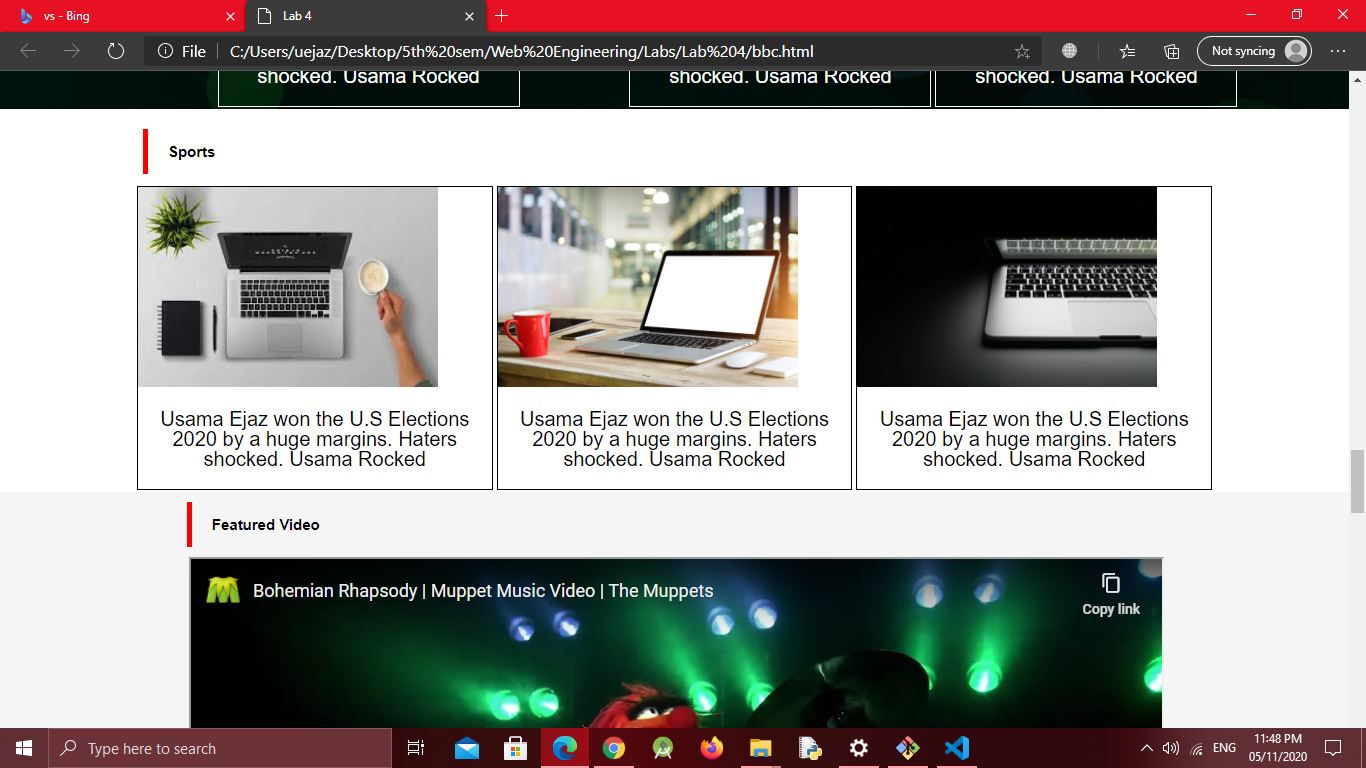 vs - Bing
Lab 4
File
C:/Users/uejaz/Desktop/5th%20sem/Web%20Engineering/Labs/Lab%204/bbc.html
Not syncing
shocked. Usama Rocked
shocked. Usama Rocked
shocked. Usama Rocked
Sports
Usama Ejaz won the U.S Elections
2020 by a huge margins. Haters
shocked. Usama Rocked
Usama Ejaz won the U.S Elections
2020 by a huge margins. Haters
shocked. Usama Rocked
Usama Ejaz won the U.S Elections
2020 by a huge margins. Haters
shocked. Usama Rocked
Featured Video
Bohemian Rhapsody | Muppet Music Video | The Muppets
Copy link
Type here to search
ENG
11:48 PM
05/11/2020